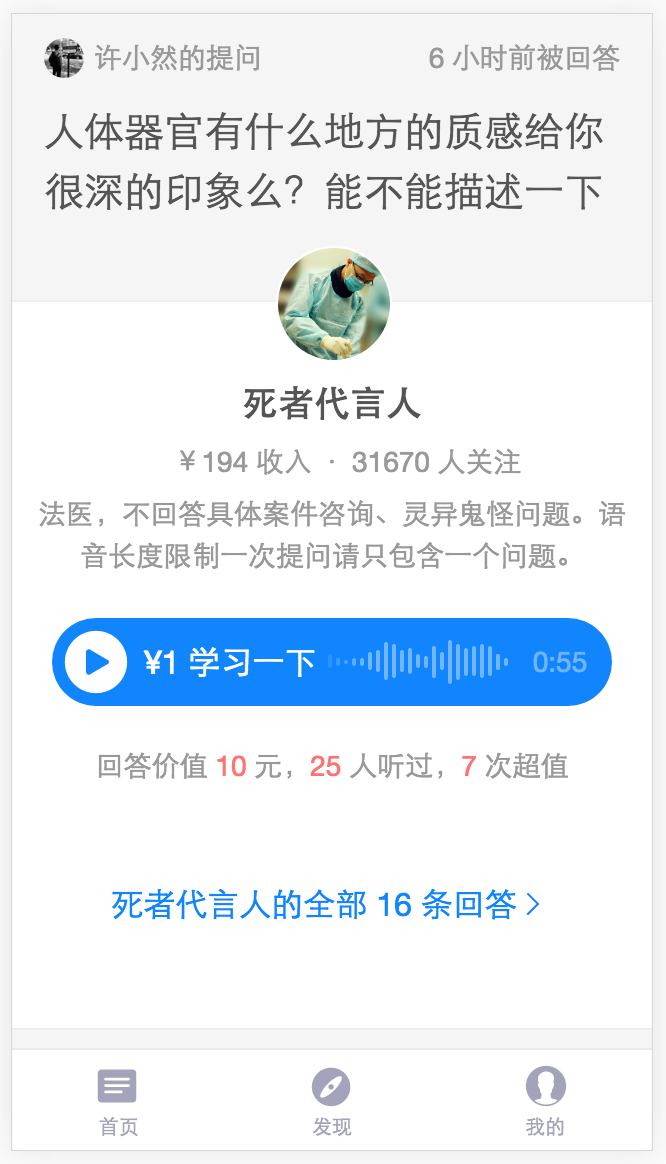 许小然的提问
6 小时前被回答
人体器官有什么地方的质感给你
很深的印象么？能不能描述一下
死者代言人
￥194 收入 · 31670 人关注
法医，不回答具体案件咨询、灵异鬼怪问题。语
音长度限制一次提问请只包含一个问题。
¥1 学习一下
0:55
回答价值 10 元，25 人听过，7 次超值
死者代言人的全部 16 条回答
首页
发现
我的